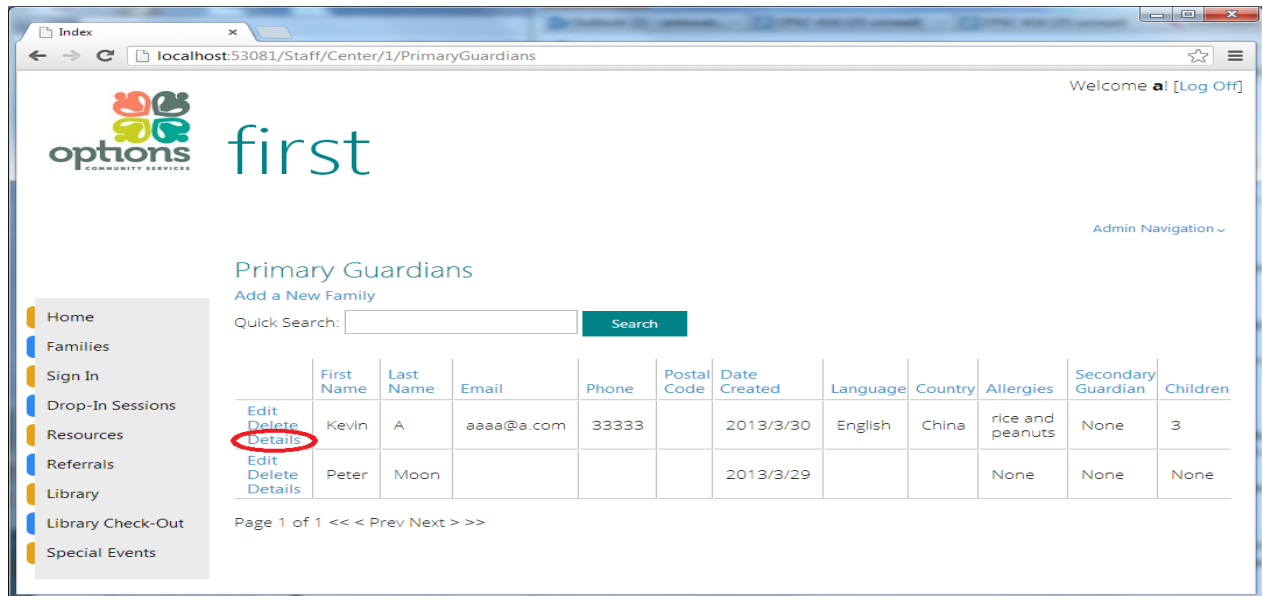 Index
localhost:53081/Staff/Center/1/PrimaryGuardians
Welcome a! [Log Off]
options
COMMUNITY SERVICES
first
Admin Navigation
Primary Guardians
Add a New Family
Quick Search: Search
Home
Families
Sign In
Drop-In Sessions
Resources
Referrals
Library
Library Check-Out
Special Events
First Name Last Name Email Phone Postal Code Date Created Language Country Allergies Secondary Guardian Children
Edit
Delete
Details
Kevin A aaaa@a.com 33333 2013/3/30 English China rice and peanuts None 3
Edit
Delete
Details
Peter Moon 2013/3/29 None None None
Page 1 of 1 << < Prev Next > >>